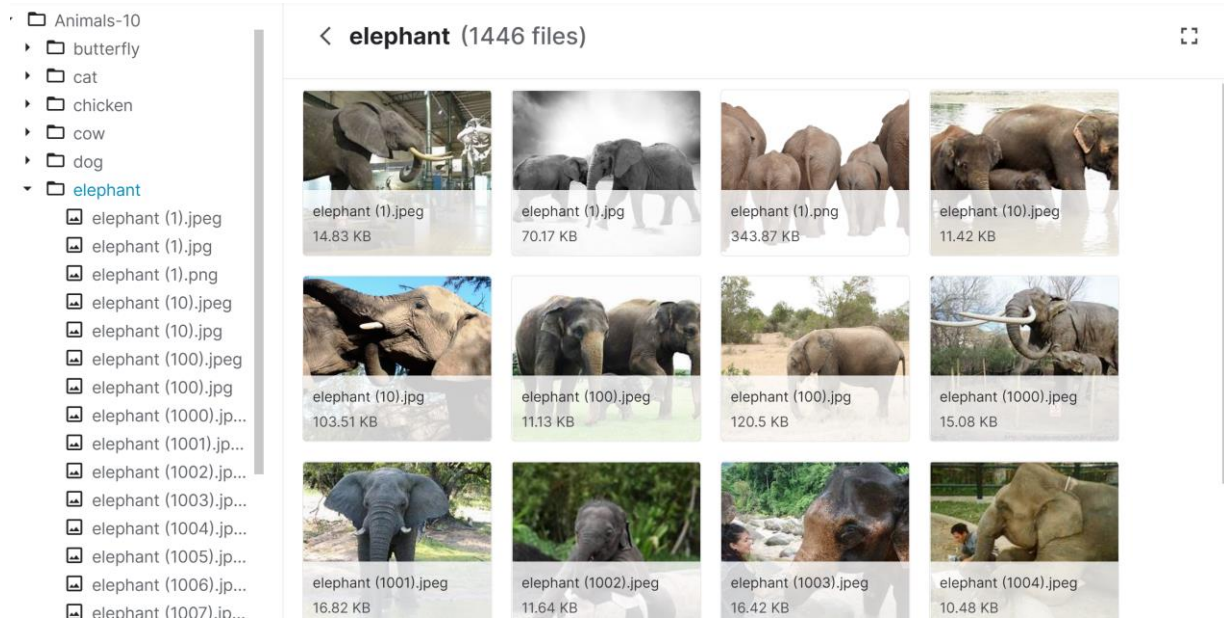 Animals-10
butterfly
cat
chicken
cow
dog
elephant
elephant (1).jpeg
elephant (1).jpg
elephant (1).png
elephant (10).jpeg
elephant (10).jpg
elephant (100).jpeg
elephant (100).jpg
elephant (1000).jp...
elephant (1001).jp...
elephant (1002).jp...
elephant (1003).jp...
elephant (1004).jp...
elephant (1005).jp...
elephant (1006).jp...
elephant (1007).jp...
elephant (1446 files)
elephant (1).jpeg
14.83 KB
elephant (1).jpg
70.17 KB
elephant (1).png
343.87 KB
elephant (10).jpeg
11.42 KB
elephant (10).jpg
103.51 KB
elephant (100).jpeg
11.13 KB
elephant (100).jpg
120.5 KB
elephant (1000).jpeg
15.08 KB
elephant (1001).jpeg
16.82 KB
elephant (1002).jpeg
11.64 KB
elephant (1003).jpeg
16.42 KB
elephant (1004).jpeg
10.48 KB